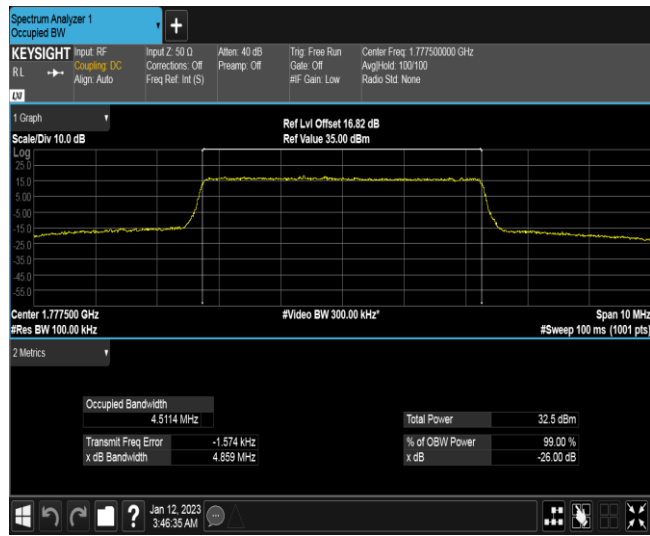 Spectrum Analyzer 1
Occupied BW
+
KEYSIGHT Input: RF Input Z: 50 Ω Atten: 40 dB Trig: Free Run Center Freq: 1.777500000 GHz
RL Coupling: DC Corrections: Off Preamp: Off Gate: Off Avg|Hold: 100/100
Align: Auto Freq Ref: Int (S) #IF Gain: Low Radio Std: None
LXI
1 Graph Ref Lvl Offset 16.82 dB
Scale/Div 10.0 dB Ref Value 35.00 dBm
Log
25.0
15.0
5.00
-5.00
-15.0
-25.0
-35.0
-45.0
-55.0
Center 1.777500 GHz #Video BW 300.00 kHz* Span 10 MHz
#Res BW 100.00 kHz #Sweep 100 ms (1001 pts)
2 Metrics
Occupied Bandwidth
4.5114 MHz Total Power 32.5 dBm
Transmit Freq Error -1.574 kHz % of OBW Power 99.00 %
x dB Bandwidth 4.859 MHz x dB -26.00 dB
? Jan 12, 2023
3:46:35 AM